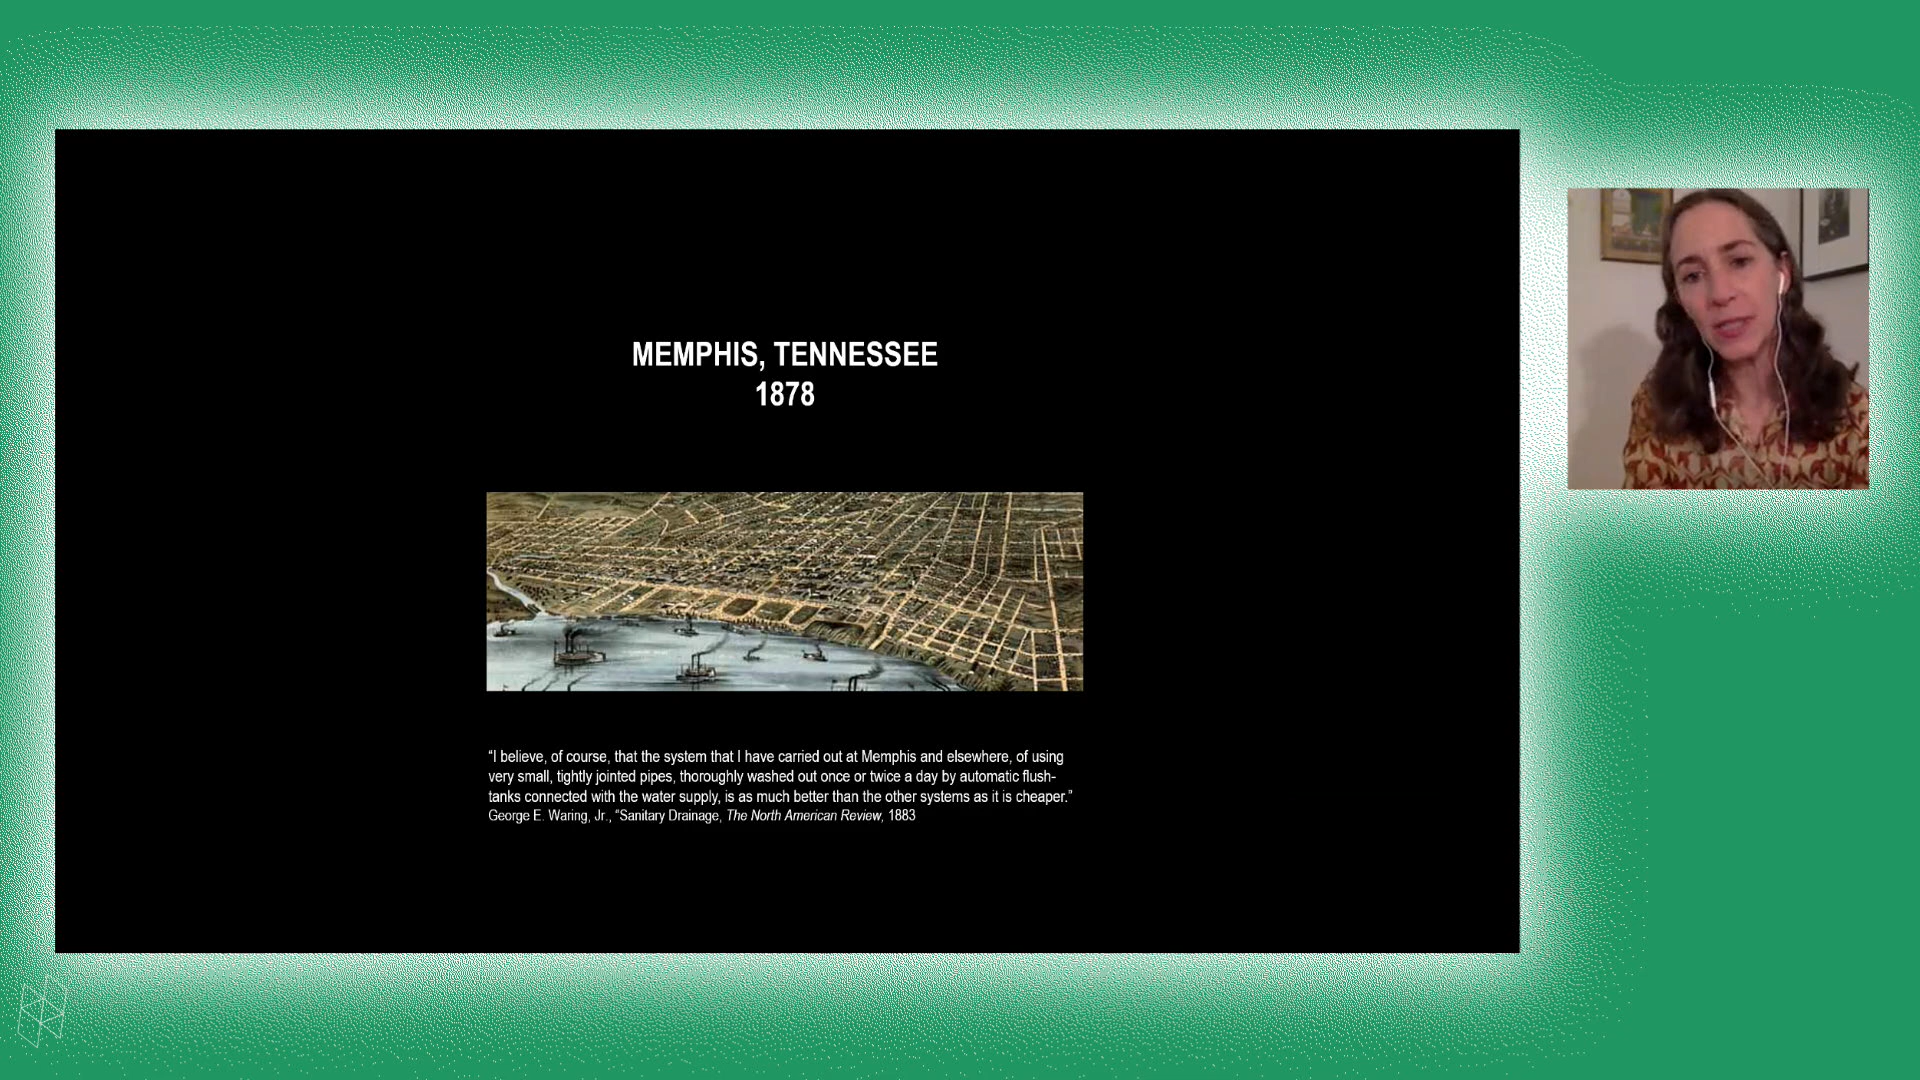 MEMPHIS, TENNESSEE
1878
“I believe, of course, that the system that I have carried out at Memphis and elsewhere, of using
very small, tightly jointed pipes, thoroughly washed out once or twice a day by automatic flush-
tanks connected with the water supply, is as much better than the other systems as it is cheaper.”
George E. Waring, Jr., “Sanitary Drainage, The North American Review, 1883